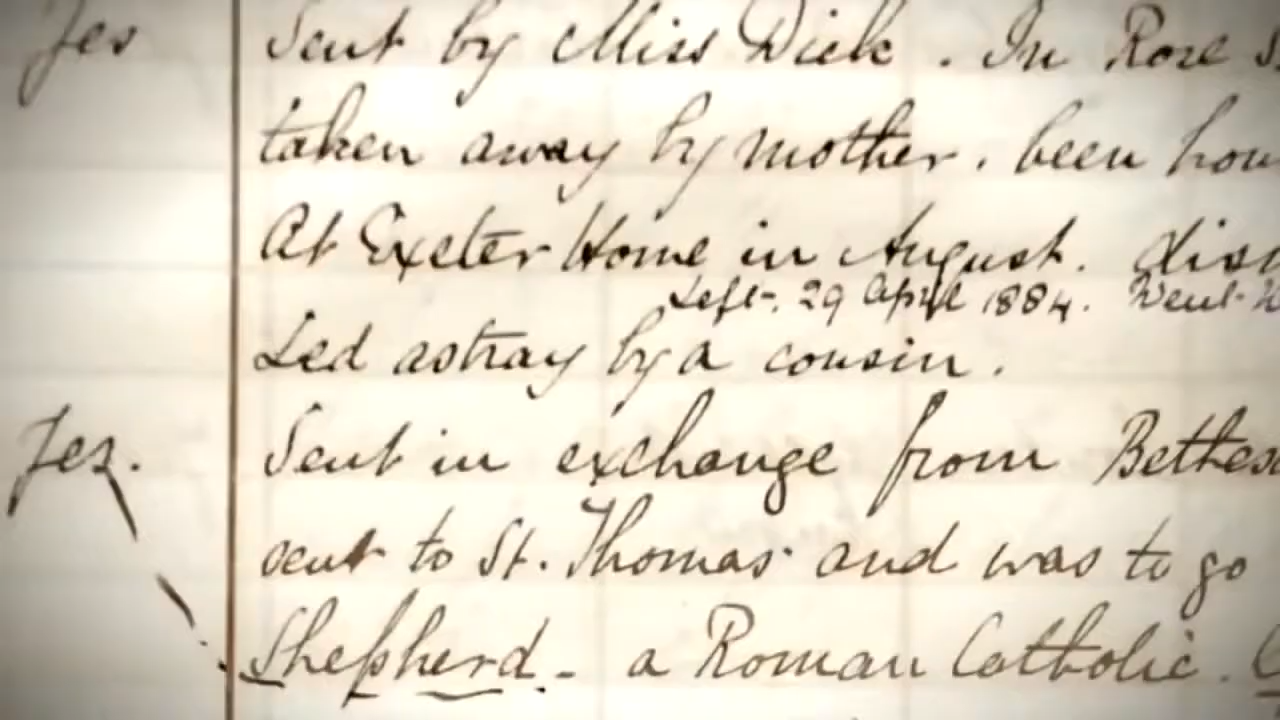 Yes Sent by Miss Dick. In Rose
taken away by mother. been
At Exeter Home in August.
Left. 29 April 1884. Went
Led astray by a cousin.
Yes. Sent in exchange from
sent to St. Thomas and was to go
Shepherd - a Roman Catholic.